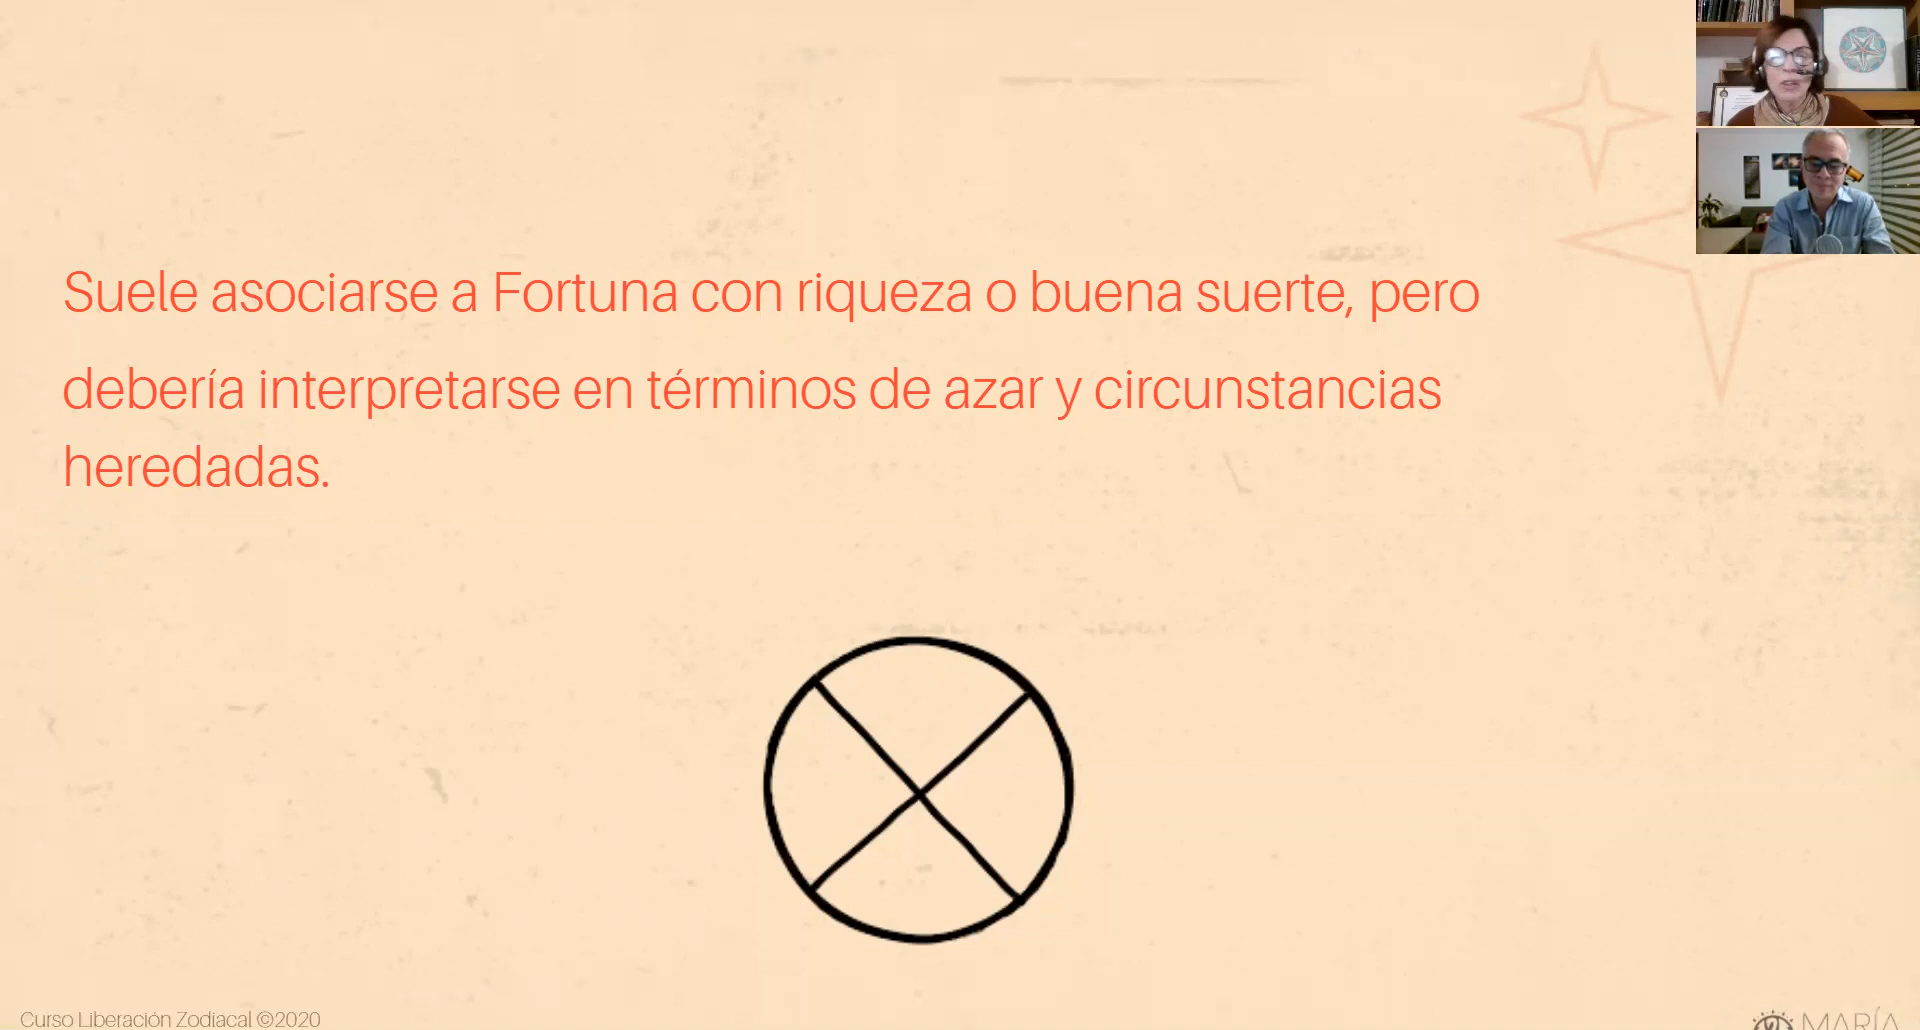 Suele asociarse a Fortuna con riqueza o buena suerte, pero
debería interpretarse en términos de azar y circunstancias
heredadas.
Curso Liberación Zodiacal ©2020
MARÍA